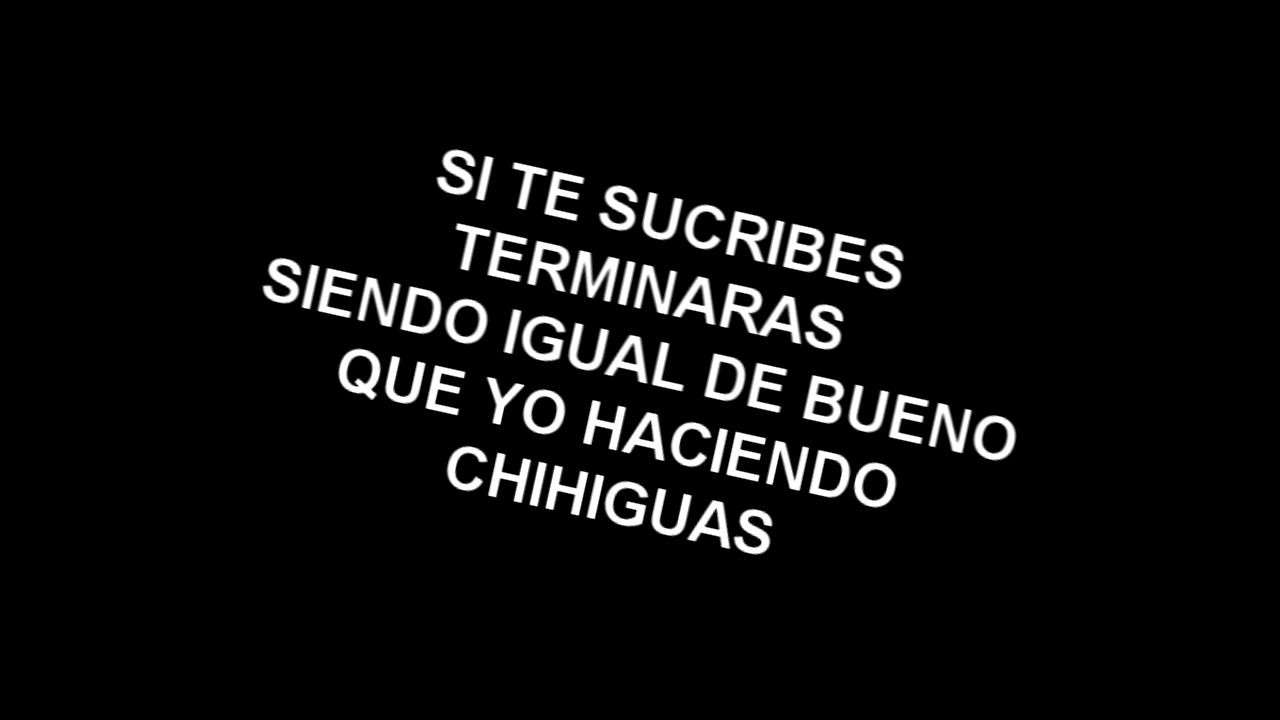 SI TE SUCRIBES
TERMINARAS
SIENDO IGUAL DE BUENO
QUE YO HACIENDO
CHIHIGUAS